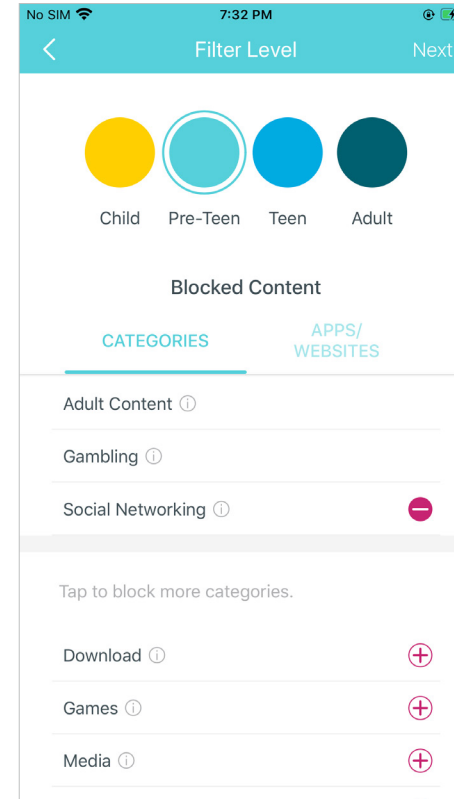 No SIM 7:32 PM
Filter Level Next
Child Pre-Teen Teen Adult
Blocked Content
CATEGORIES APPS/
WEBSITES
Adult Content
Gambling
Social Networking
Tap to block more categories.
Download
Games
Media